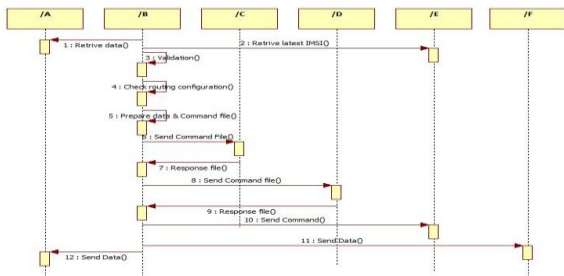 /A /B /C /D /E /F
1 : Retrive data()
2 : Retrive latest IMSI()
3 : Validation()
4 : Check routing configuration()
5 : Prepare data & Command file()
6 : Send Command File()
7 : Response file()
8 : Send Command file()
9 : Response file()
10 : Send Command()
11 : Send Data()
12 : Send Data()